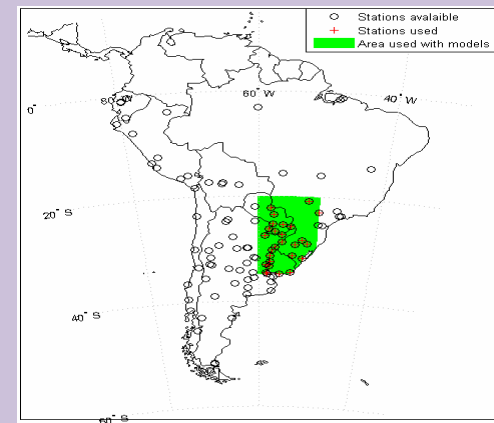 Stations avalaible
Stations used
Area used with models
80° W
60° W
40° W
0°
20° S
40° S
60° S